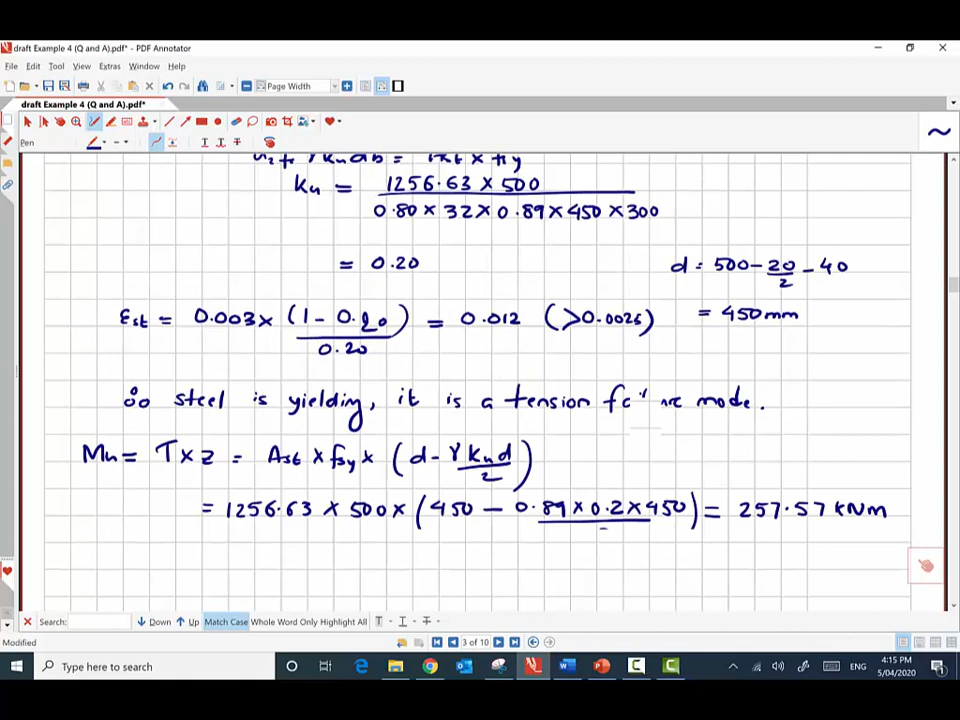 draft Example 4 (Q and A).pdf* - PDF Annotator
File Edit Tool View Extras Window Help
Page Width
draft Example 4 (Q and A).pdf*
Pen
ku = 1256.63 × 500
0.80 × 32 × 0.89 × 450 × 300
= 0.20
d = 500 - 20/2 - 40
= 450mm
Est = 0.003 × (1 - 0.20) / 0.20 = 0.012 (>0.0025)
∴ steel is yielding, it is a tension mode.
Mu = T × z = Ast × fsy × (d - γ ku d / 2)
= 1256.63 × 500 × (450 - 0.89 × 0.2 × 450) = 257.57 kNm
Search: Down Up Match Case Whole Word Only Highlight All
Modified
3 of 10
Type here to search
ENG
4:15 PM
5/04/2020